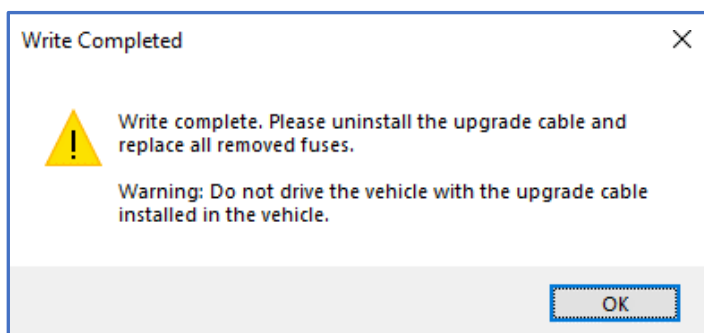 Write Completed
Write complete. Please uninstall the upgrade cable and
replace all removed fuses.
Warning: Do not drive the vehicle with the upgrade cable
installed in the vehicle.
OK